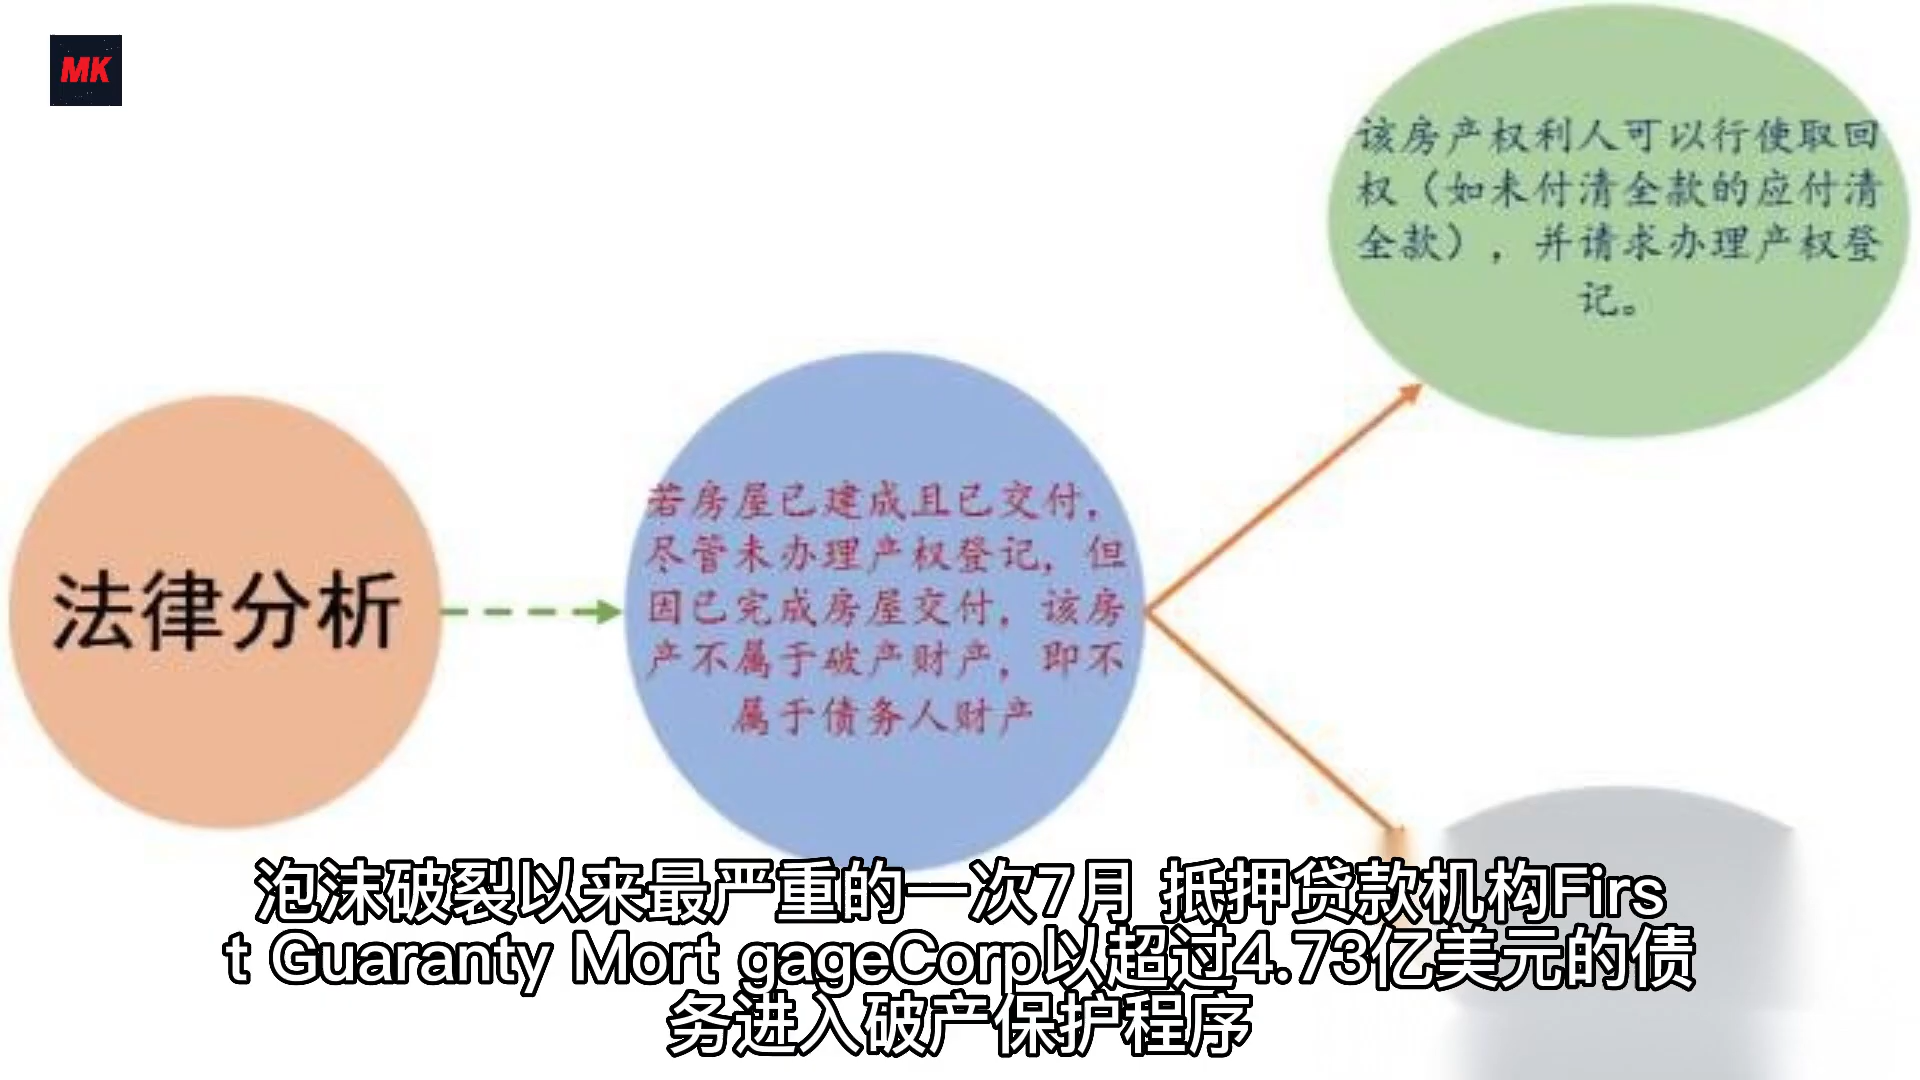 MK
该房产权利人可以行使取回
权（如未付清全款的应付清
全款），并请求办理产权登
记。
若房屋已建成且已交付，
尽管未办理产权登记，但
因已完成房屋交付，该房
产不属于破产财产，即不
属于债务人财产
法律分析
泡沫破裂以来最严重的一次7月 抵押贷款机构Firs
t Guaranty Mort gageCorp以超过4.73亿美元的债
务进入破产保护程序